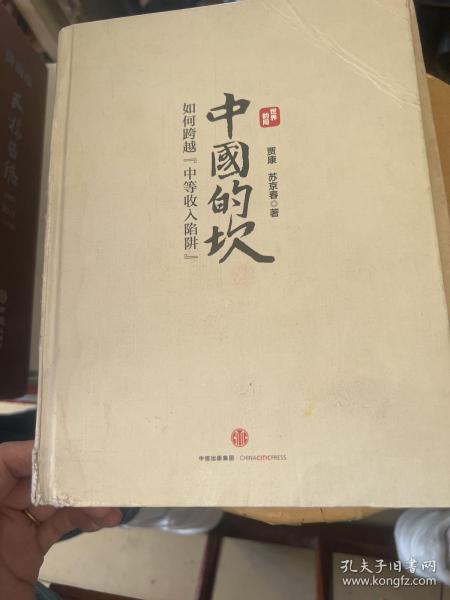 世界的局
中國的坎
如何跨越『中等收入陷阱』
贾康 苏京春◎著
中信出版集团·CHINACITICPRESS
孔夫子旧书网
www.kongfz.com